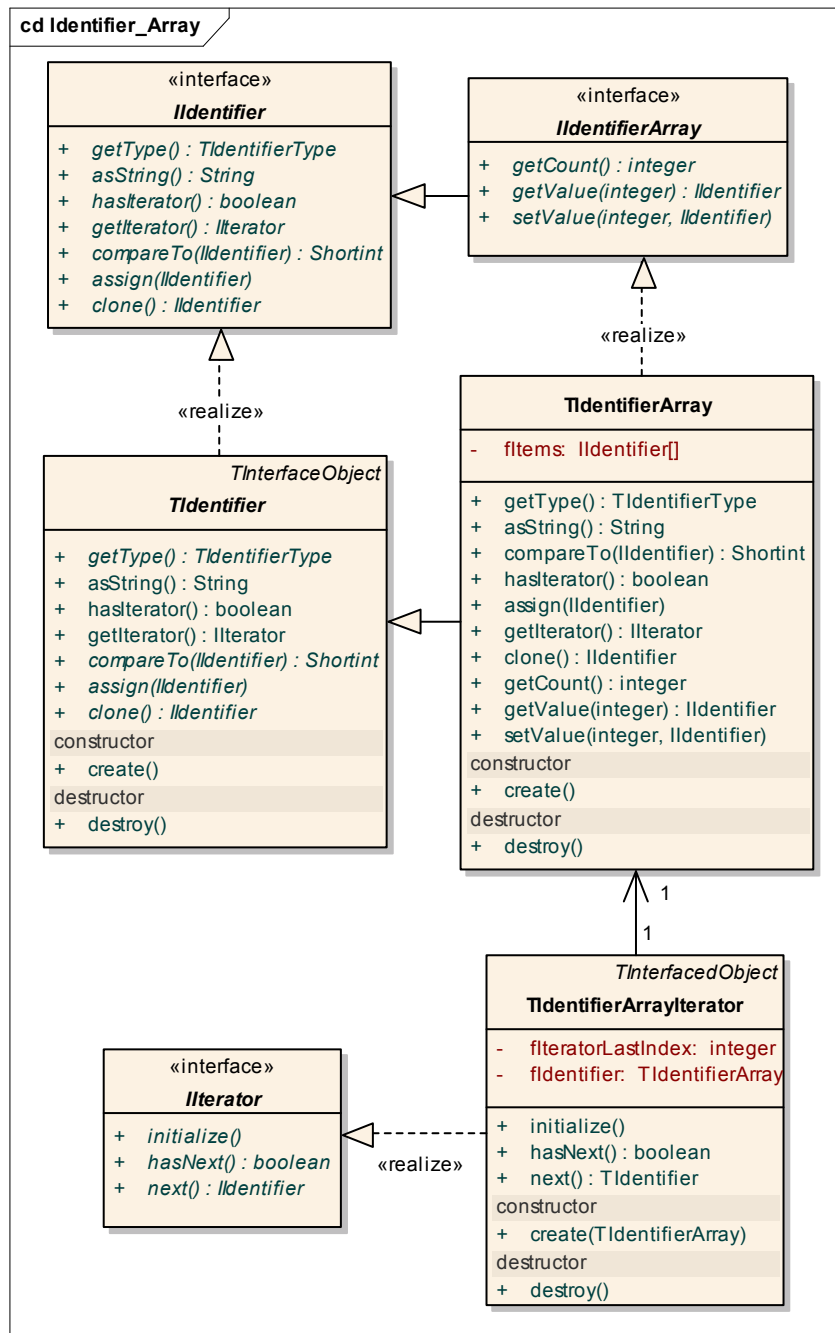 cd Identifier_Array
«interface»
IIdentifier
+ getType() : TIdentifierType
+ asString() : String
+ hasIterator() : boolean
+ getIterator() : IIterator
+ compareTo(IIdentifier) : Shortint
+ assign(IIdentifier)
+ clone() : IIdentifier
«interface»
IIdentifierArray
+ getCount() : integer
+ getValue(integer) : IIdentifier
+ setValue(integer, IIdentifier)
«realize»
«realize»
TInterfaceObject
TIdentifier
+ getType() : TIdentifierType
+ asString() : String
+ hasIterator() : boolean
+ getIterator() : IIterator
+ compareTo(IIdentifier) : Shortint
+ assign(IIdentifier)
+ clone() : IIdentifier
constructor
+ create()
destructor
+ destroy()
TIdentifierArray
- fItems: IIdentifier[]
+ getType() : TIdentifierType
+ asString() : String
+ compareTo(IIdentifier) : Shortint
+ hasIterator() : boolean
+ assign(IIdentifier)
+ getIterator() : IIterator
+ clone() : IIdentifier
+ getCount() : integer
+ getValue(integer) : IIdentifier
+ setValue(integer, IIdentifier)
constructor
+ create()
destructor
+ destroy()
1
1
TInterfacedObject
TIdentifierArrayIterator
- fIteratorLastIndex: integer
- fIdentifier: TIdentifierArray
+ initialize()
+ hasNext() : boolean
+ next() : TIdentifier
constructor
+ create(TIdentifierArray)
destructor
+ destroy()
«interface»
IIterator
+ initialize()
+ hasNext() : boolean
+ next() : IIdentifier
«realize»